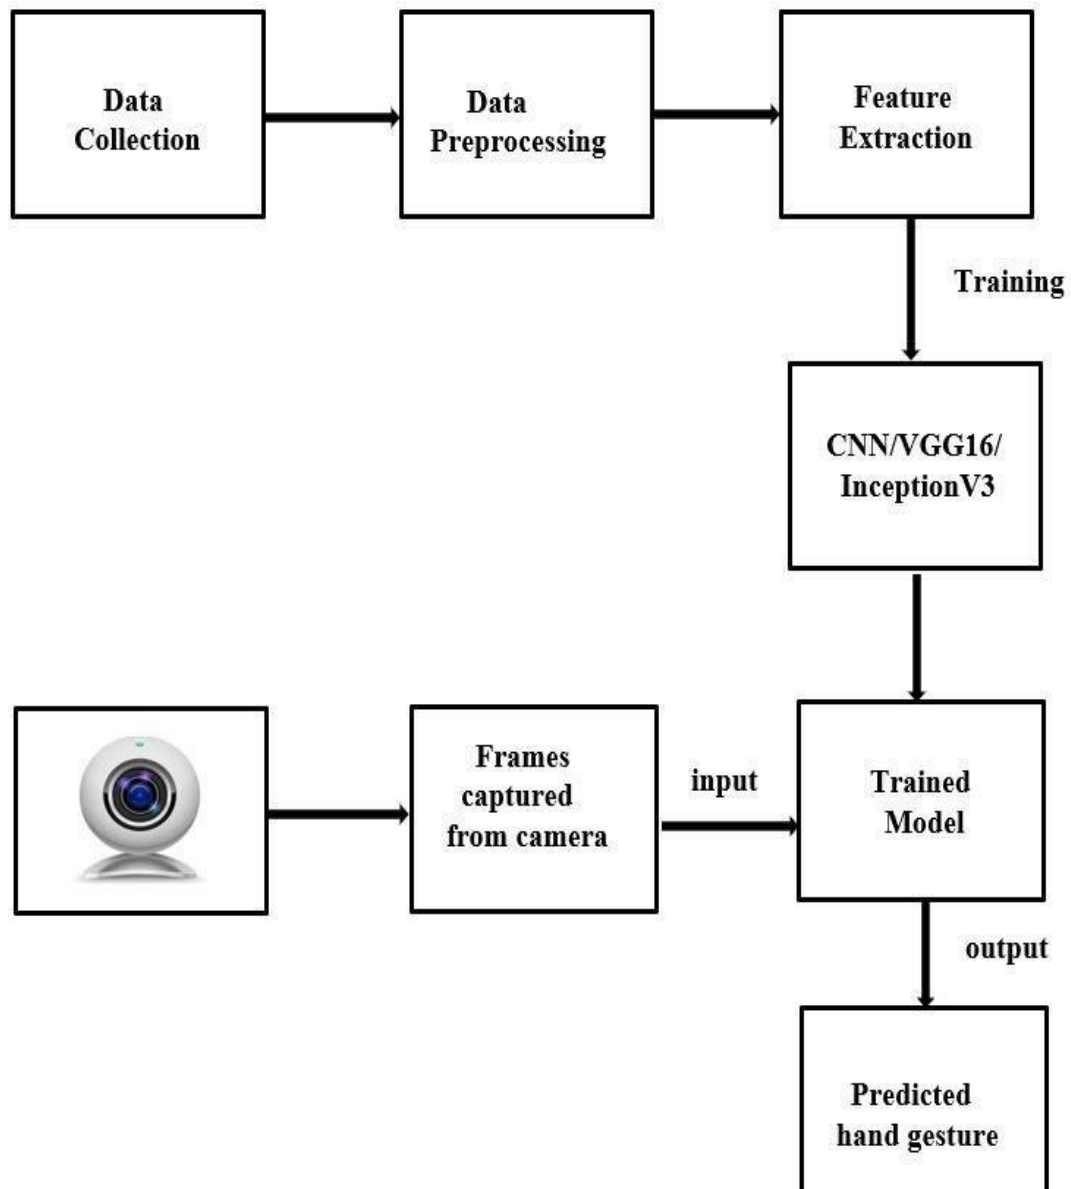 Data
Collection
Data
Preprocessing
Feature
Extraction
Training
CNN/VGG16/
InceptionV3
Frames
captured
from camera
input
Trained
Model
output
Predicted
hand gesture